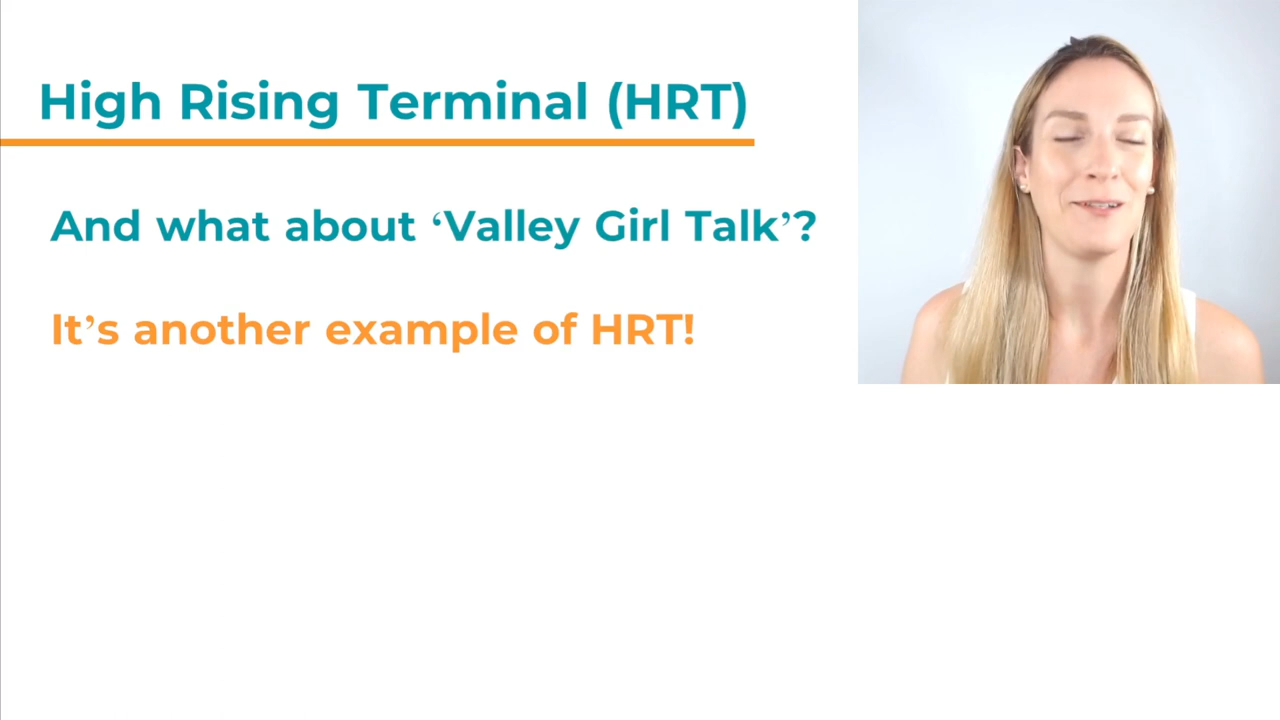 High Rising Terminal (HRT)
And what about ‘Valley Girl Talk’?
It’s another example of HRT!